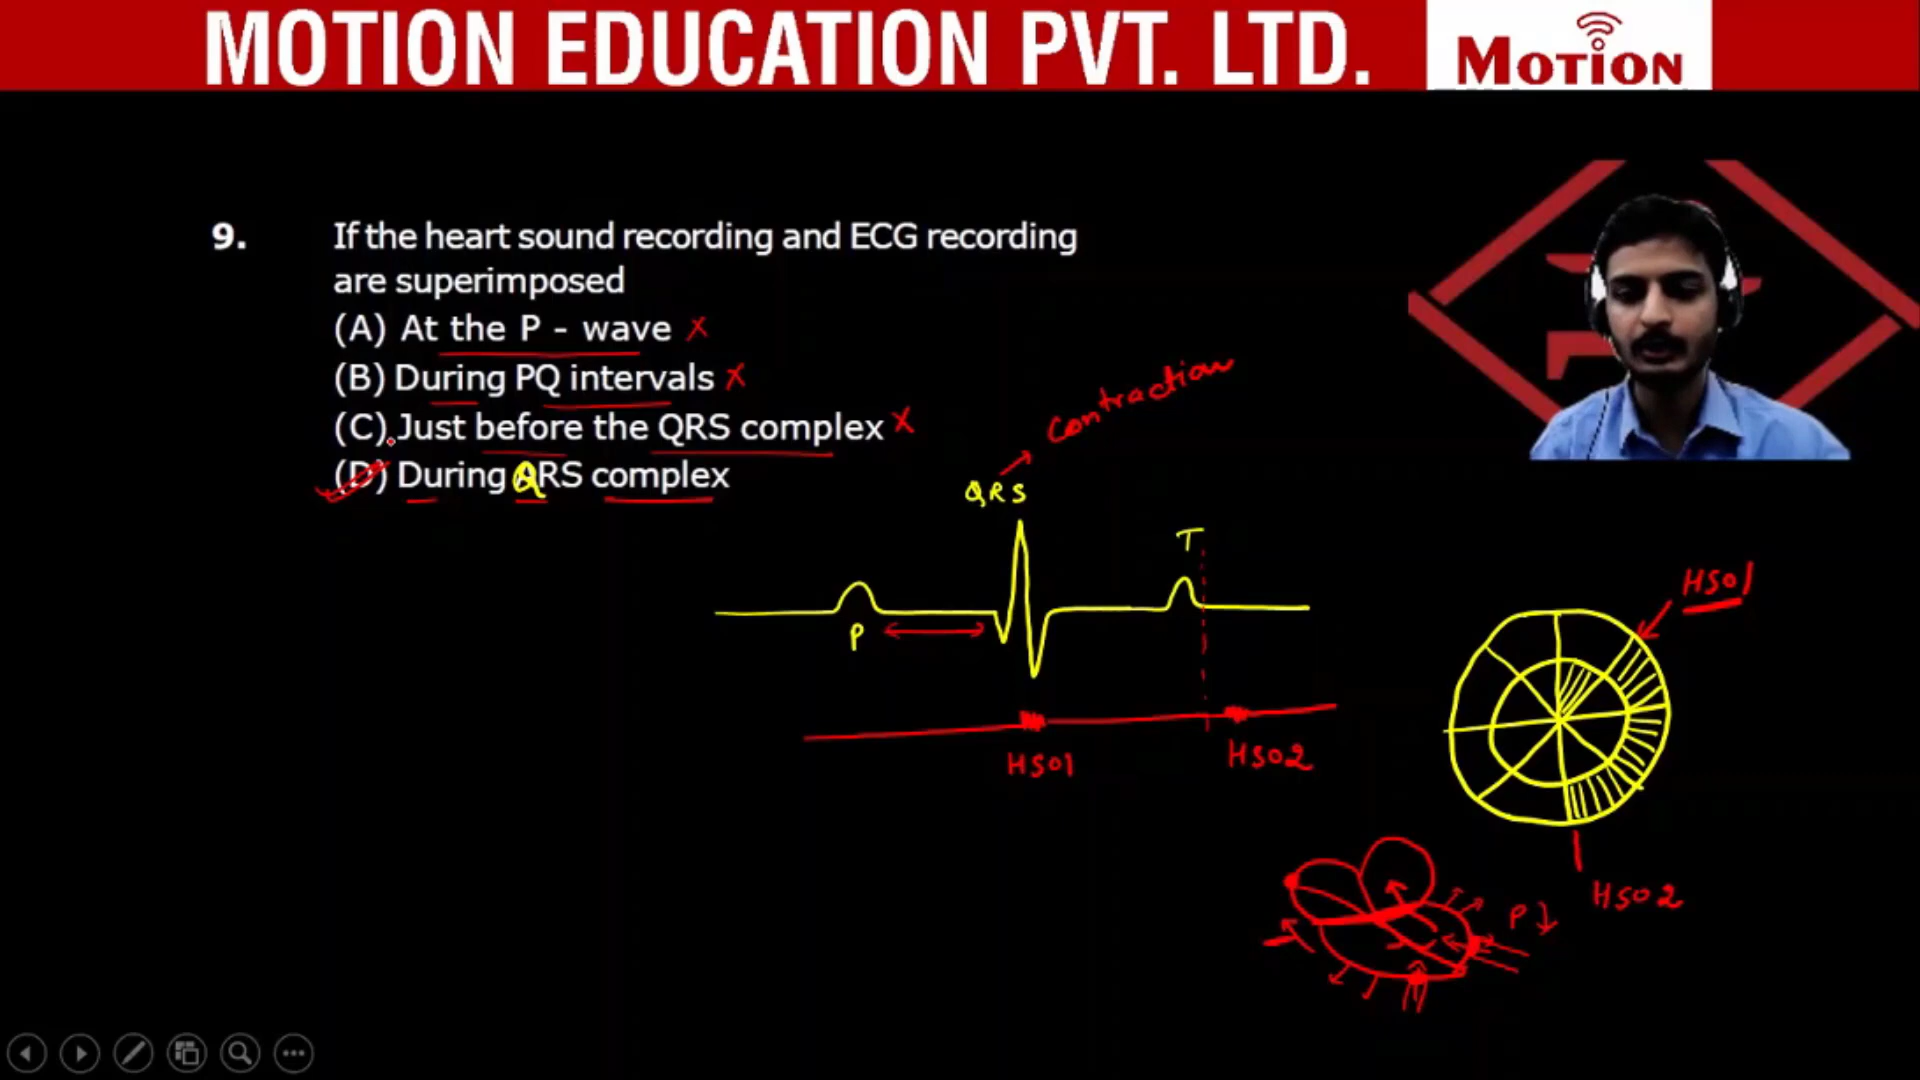 MOTION EDUCATION PVT. LTD.
MOTION
9. If the heart sound recording and ECG recording
are superimposed
(A) At the P - wave X
(B) During PQ intervals X
(C) Just before the QRS complex X
(D) During QRS complex
Contraction
QRS
T
P
HS01
HS02
HS01
HS02
P↓